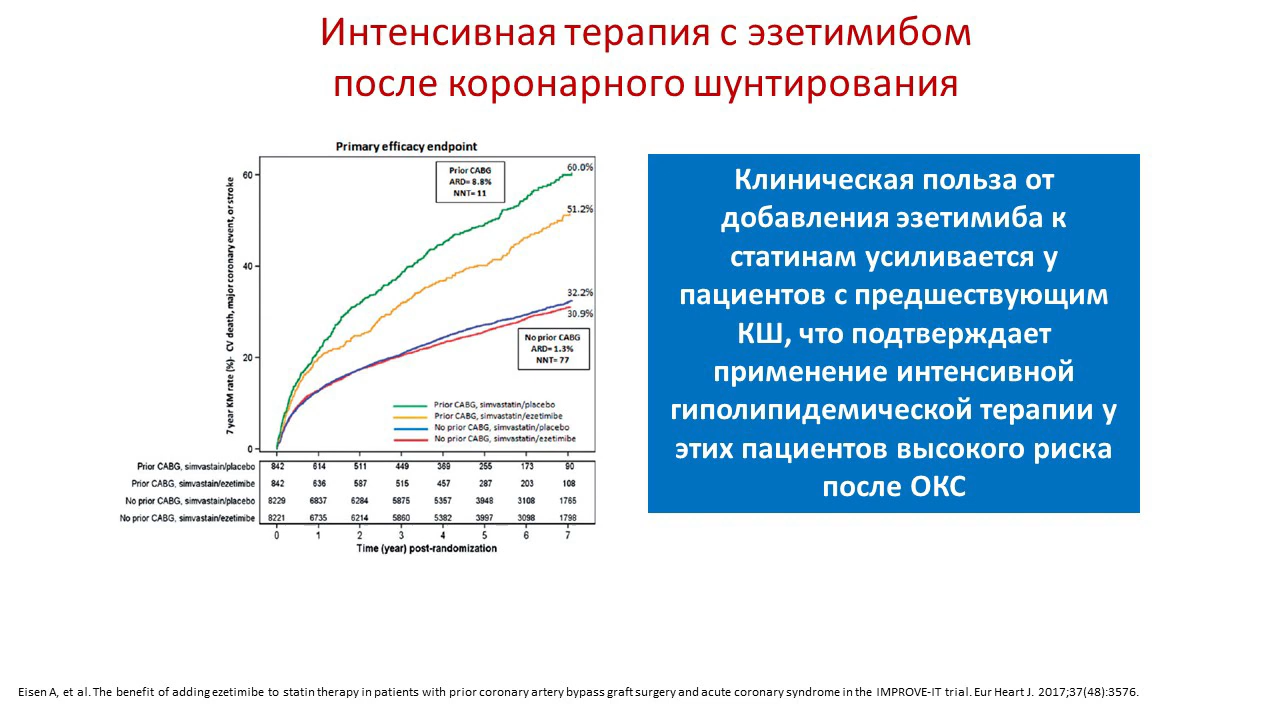 Интенсивная терапия с эзетимибом
после коронарного шунтирования
Primary efficacy endpoint
7 year KM rate (%)- CV death, major coronary event, or stroke
60
40
20
0
Prior CABG
ARD= 8.8%
NNT= 11
60.0%
51.2%
32.2%
30.9%
No prior CABG
ARD= 1.3%
NNT= 77
Prior CABG, simvastatin/placebo
Prior CABG, simvastatin/ezetimibe
No prior CABG, simvastatin/placebo
No prior CABG, simvastatin/ezetimibe
Prior CABG, simvastain/placebo 842 614 511 449 369 255 173 90
Prior CABG, simvastain/ezetimibe 842 636 587 515 457 287 203 108
No prior CABG, simvastain/placebo 8229 6837 6284 5875 5357 3948 3108 1765
No prior CABG, simvastain/ezetimibe 8221 6735 6214 5860 5382 3997 3098 1798
0 1 2 3 4 5 6 7
Time (year) post-randomization
Клиническая польза от
добавления эзетимиба к
статинам усиливается у
пациентов с предшествующим
КШ, что подтверждает
применение интенсивной
гиполипидемической терапии у
этих пациентов высокого риска
после ОКС
Eisen A, et al. The benefit of adding ezetimibe to statin therapy in patients with prior coronary artery bypass graft surgery and acute coronary syndrome in the IMPROVE-IT trial. Eur Heart J. 2017;37(48):3576.